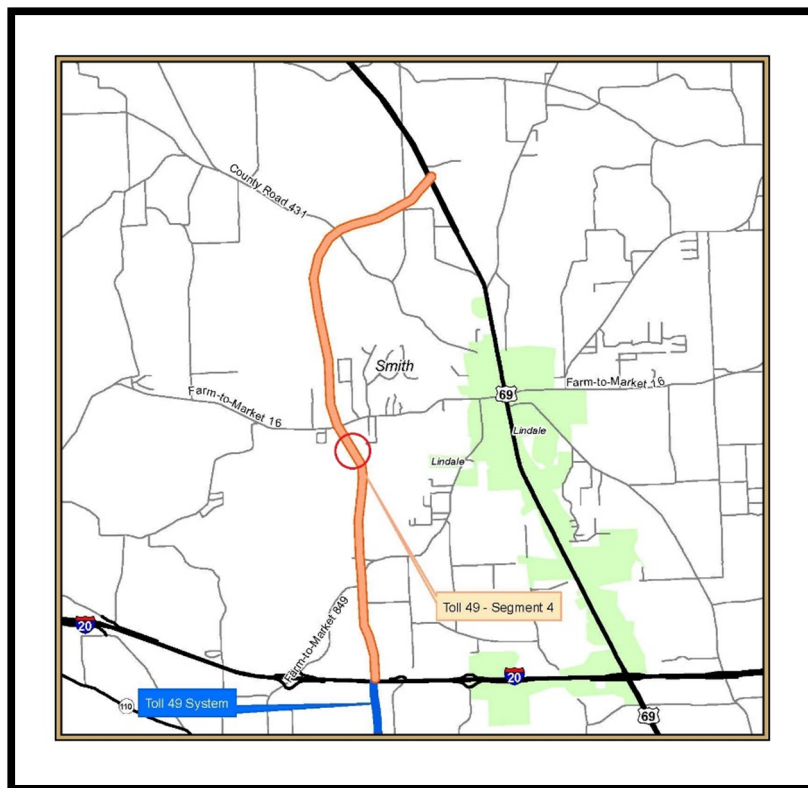 County Road 431
Smith
Farm-to-Market 16
69
Farm-to-Market 16
Lindale
Lindale
Toll 49 - Segment 4
Farm-to-Market 849
20
20
110
Toll 49 System
69